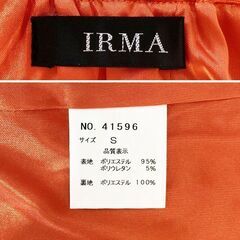 IRMA
NO. 41596
サイズ S
品質表示
表地 ポリエステル 95%
ポリウレタン 5%
裏地 ポリエステル 100%